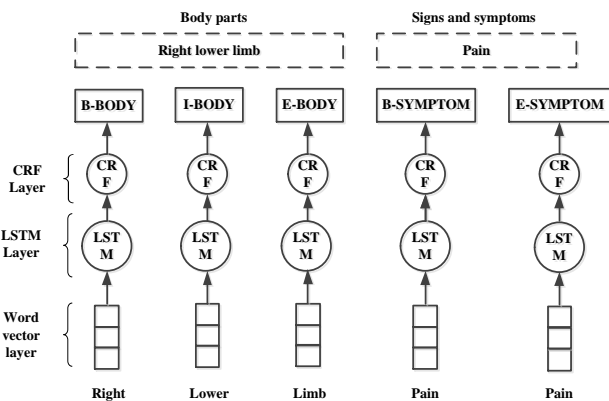 Body parts Signs and symptoms
Right lower limb Pain
B-BODY I-BODY E-BODY B-SYMPTOM E-SYMPTOM
CRF
Layer
CR
F
CR
F
CR
F
CR
F
CR
F
LSTM
Layer
LST
M
LST
M
LST
M
LST
M
LST
M
Word
vector
layer
Right Lower Limb Pain Pain